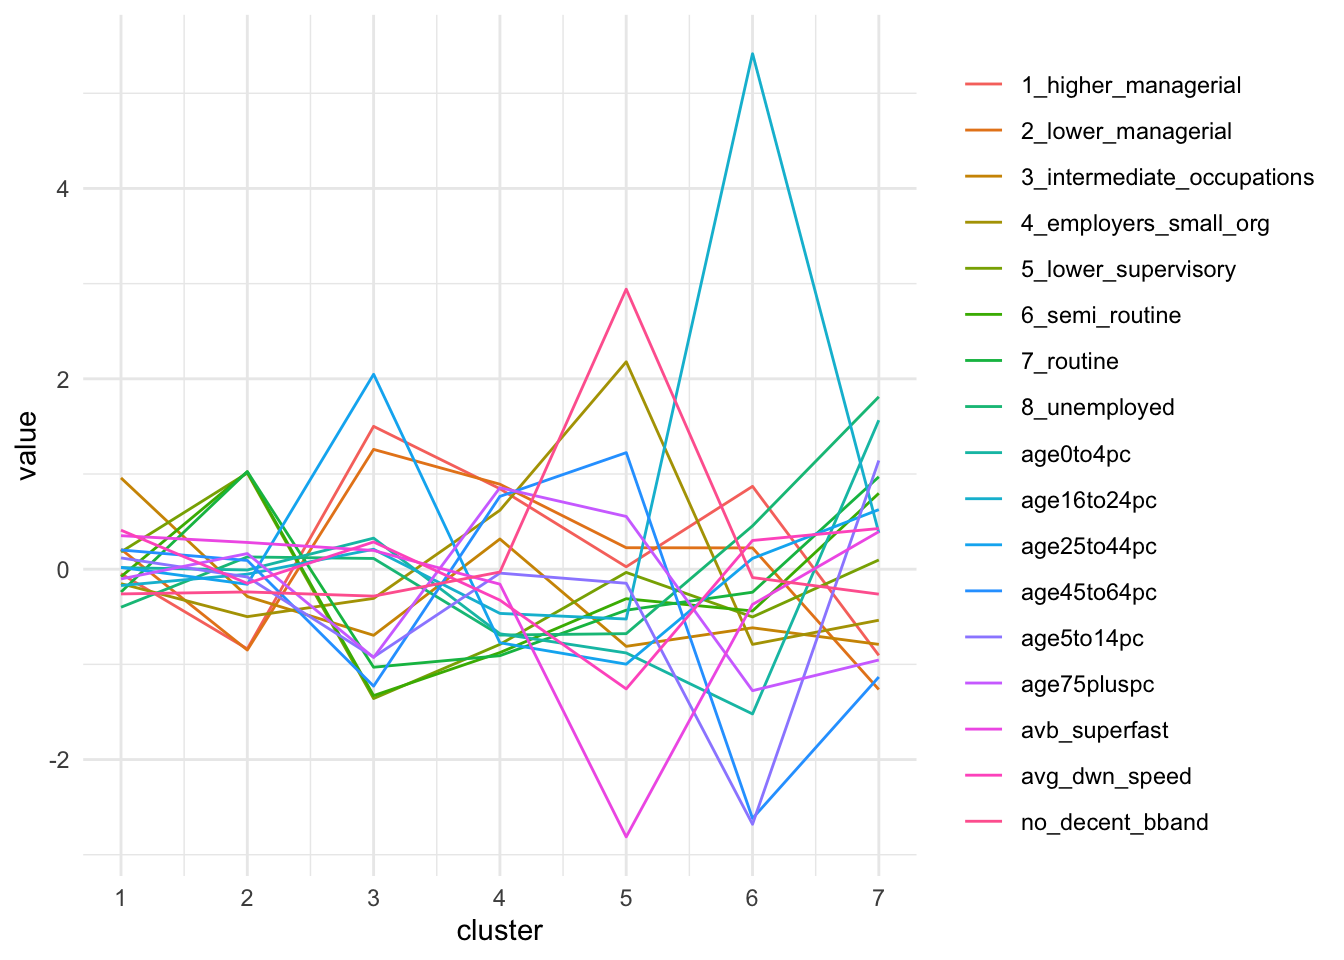 value
4
2
0
-2
1 2 3 4 5 6 7
cluster
1_higher_managerial
2_lower_managerial
3_intermediate_occupations
4_employers_small_org
5_lower_supervisory
6_semi_routine
7_routine
8_unemployed
age0to4pc
age16to24pc
age25to44pc
age45to64pc
age5to14pc
age75pluspc
avb_superfast
avg_dwn_speed
no_decent_bband